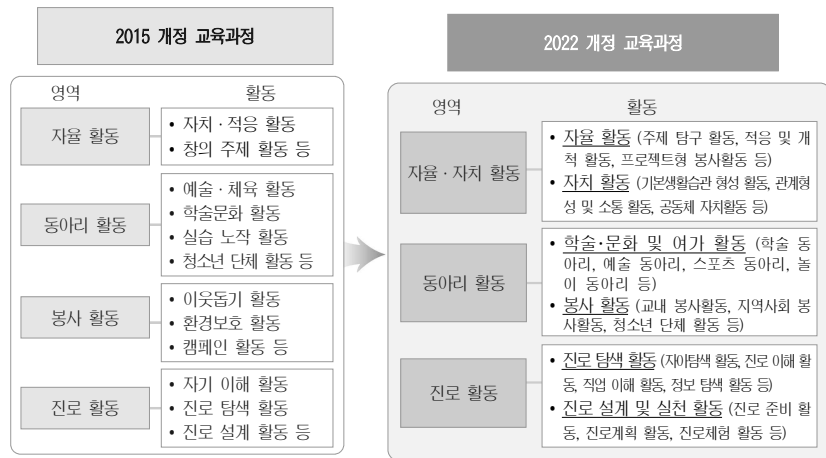 2015 개정 교육과정
영역
활동
자율 활동
• 자치·적응 활동
• 창의 주제 활동 등
동아리 활동
• 예술·체육 활동
• 학술문화 활동
• 실습 노작 활동
• 청소년 단체 활동 등
봉사 활동
• 이웃돕기 활동
• 환경보호 활동
• 캠페인 활동 등
진로 활동
• 자기 이해 활동
• 진로 탐색 활동
• 진로 설계 활동 등
2022 개정 교육과정
영역
활동
자율·자치 활동
• 자율 활동 (주제 탐구 활동, 적응 및 개
척 활동, 프로젝트형 봉사활동 등)
• 자치 활동 (기본생활습관 형성 활동, 관계형
성 및 소통 활동, 공동체 자치활동 등)
동아리 활동
• 학술·문화 및 여가 활동 (학술 동
아리, 예술 동아리, 스포츠 동아리, 놀
이 동아리 등)
• 봉사 활동 (교내 봉사활동, 지역사회 봉
사활동, 청소년 단체 활동 등)
진로 활동
• 진로 탐색 활동 (자아탐색 활동, 진로 이해 활
동, 직업 이해 활동, 정보 탐색 활동 등)
• 진로 설계 및 실천 활동 (진로 준비 활
동, 진로계획 활동, 진로체험 활동 등)